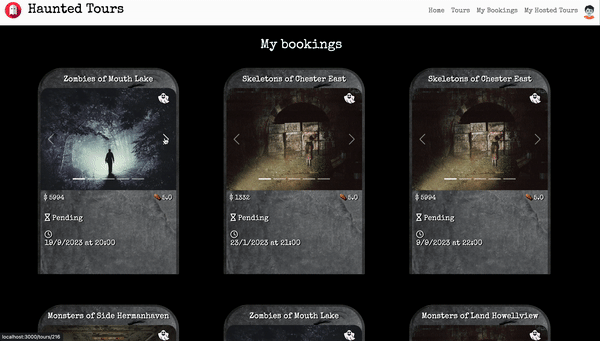 Haunted Tours
Home Tours My Bookings My Hosted Tours
My bookings
Zombies of Mouth Lake
$ 5994 5.0
Pending
19/9/2023 at 20:00
Skeletons of Chester East
$ 1332 5.0
Pending
23/1/2023 at 21:00
Skeletons of Chester East
$ 5994 5.0
Pending
9/9/2023 at 22:00
Monsters of Side Hermanhaven
Zombies of Mouth Lake
Monsters of Land Howellview
localhost:3000/tours/216